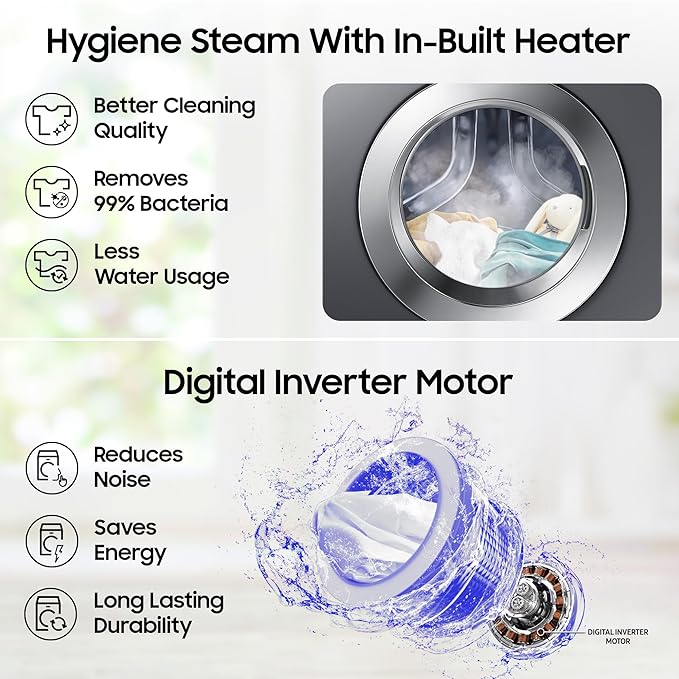 Hygiene Steam With In-Built Heater
Better Cleaning
Quality
Removes
99% Bacteria
Less
Water Usage
Digital Inverter Motor
Reduces
Noise
Saves
Energy
Long Lasting
Durability
DIGITAL INVERTER
MOTOR